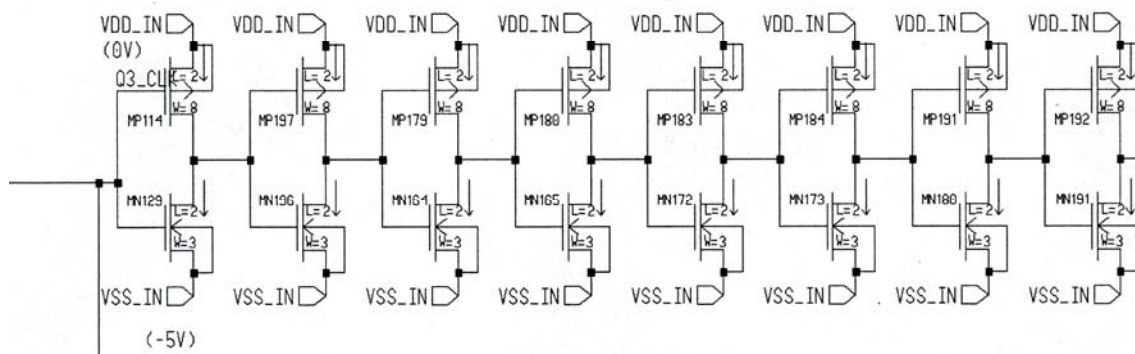 VDD_IN VDD_IN VDD_IN VDD_IN VDD_IN VDD_IN VDD_IN VDD_IN
(0V)
Q3_CLK L=2 L=2 L=2 L=2 L=2 L=2 L=2 L=2
W=8 W=8 W=8 W=8 W=8 W=8 W=8 W=8
MP114 MP197 MP179 MP180 MP183 MP184 MP191 MP192
MN129 MN196 MN164 MN165 MN172 MN173 MN180 MN191
L=2 L=2 L=2 L=2 L=2 L=2 L=2 L=2
W=3 W=3 W=3 W=3 W=3 W=3 W=3 W=3
VSS_IN VSS_IN VSS_IN VSS_IN VSS_IN VSS_IN VSS_IN VSS_IN
(-5V)